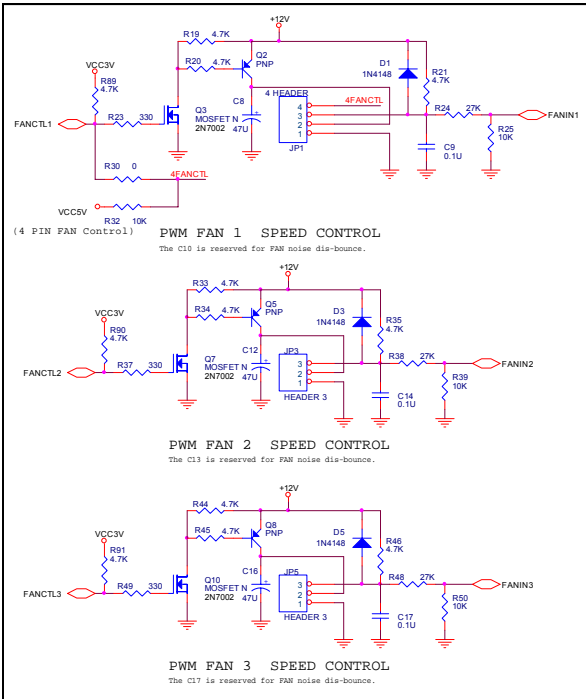 +12V
R19 4.7K
Q2
PNP
VCC3V
R20 4.7K
D1
1N4148
R21
4.7K
R89
4.7K
C8
4 HEADER
4FANCTL
Q3
MOSFET N
2N7002
47U
4
3
2
1
JP1
R24 27K
FANIN1
FANCTL1
R23 330
R25
10K
C9
0.1U
R30 0
4FANCTL
VCC5V
R32 10K
(4 PIN FAN Control)
PWM FAN 1 SPEED CONTROL
The C10 is reserved for FAN noise dis-bounce.
+12V
R33 4.7K
Q5
PNP
VCC3V
R34 4.7K
D3
1N4148
R35
4.7K
R90
4.7K
C12
JP3
Q7
MOSFET N
2N7002
47U
3
2
1
HEADER 3
R38 27K
FANIN2
FANCTL2
R37 330
R39
10K
C14
0.1U
PWM FAN 2 SPEED CONTROL
The C13 is reserved for FAN noise dis-bounce.
+12V
R44 4.7K
Q8
PNP
VCC3V
R45 4.7K
D5
1N4148
R46
4.7K
R91
4.7K
C16
JP5
Q10
MOSFET N
2N7002
47U
3
2
1
HEADER 3
R48 27K
FANIN3
FANCTL3
R49 330
R50
10K
C17
0.1U
PWM FAN 3 SPEED CONTROL
The C17 is reserved for FAN noise dis-bounce.